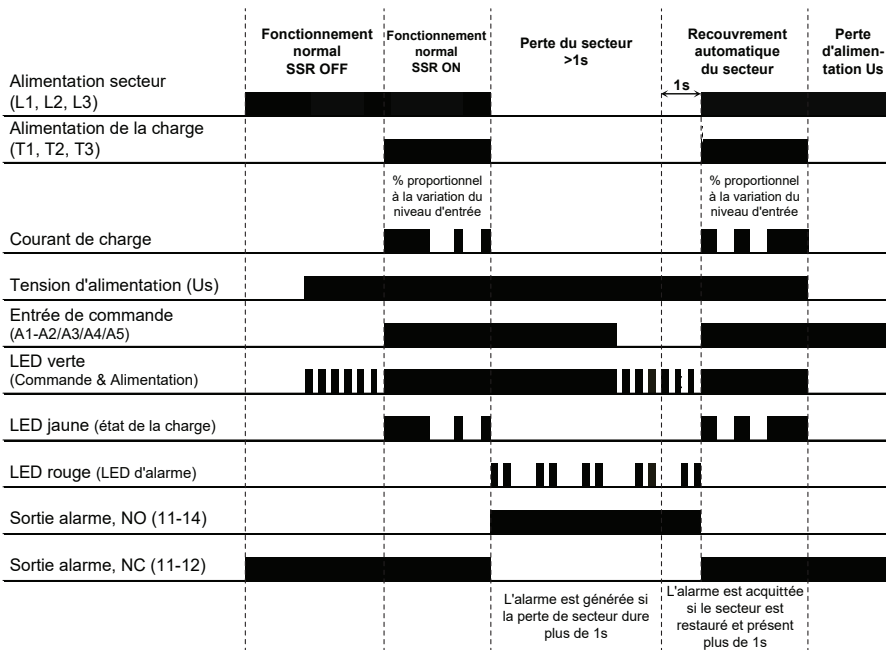 Fonctionnement
normal
SSR OFF
Fonctionnement
normal
SSR ON
Perte du secteur
>1s
Recouvrement
automatique
du secteur
Perte
d'alimen-
tation Us
1s
Alimentation secteur
(L1, L2, L3)
Alimentation de la charge
(T1, T2, T3)
% proportionnel
à la variation du
niveau d'entrée
% proportionnel
à la variation du
niveau d'entrée
Courant de charge
Tension d'alimentation (Us)
Entrée de commande
(A1-A2/A3/A4/A5)
LED verte
(Commande & Alimentation)
LED jaune (état de la charge)
LED rouge (LED d'alarme)
Sortie alarme, NO (11-14)
Sortie alarme, NC (11-12)
L'alarme est générée si
la perte de secteur dure
plus de 1s
L'alarme est acquittée
si le secteur est
restauré et présent
plus de 1s